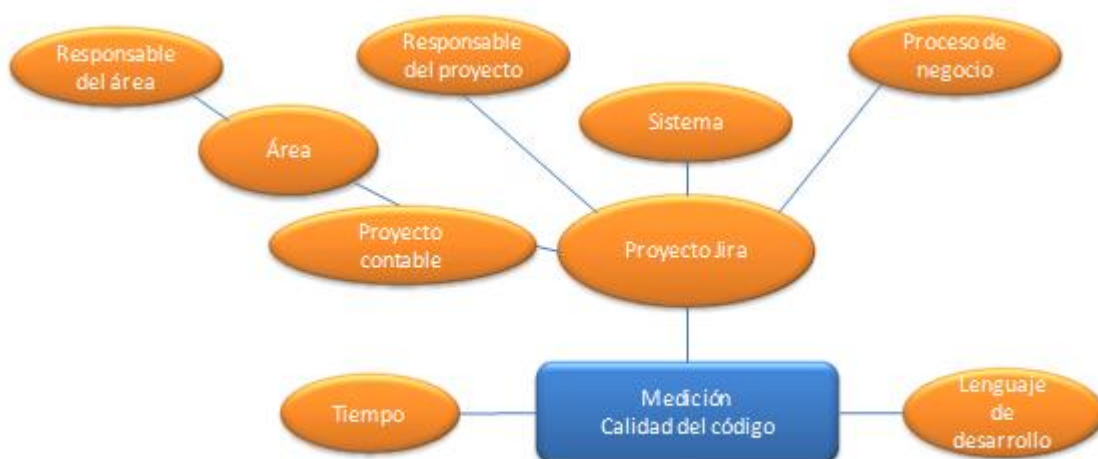 Responsable
del área
Responsable
del proyecto
Proceso de
negocio
Sistema
Área
Proyecto
contable
Proyecto Jira
Tiempo
Medición
Calidad del código
Lenguaje
de
desarrollo